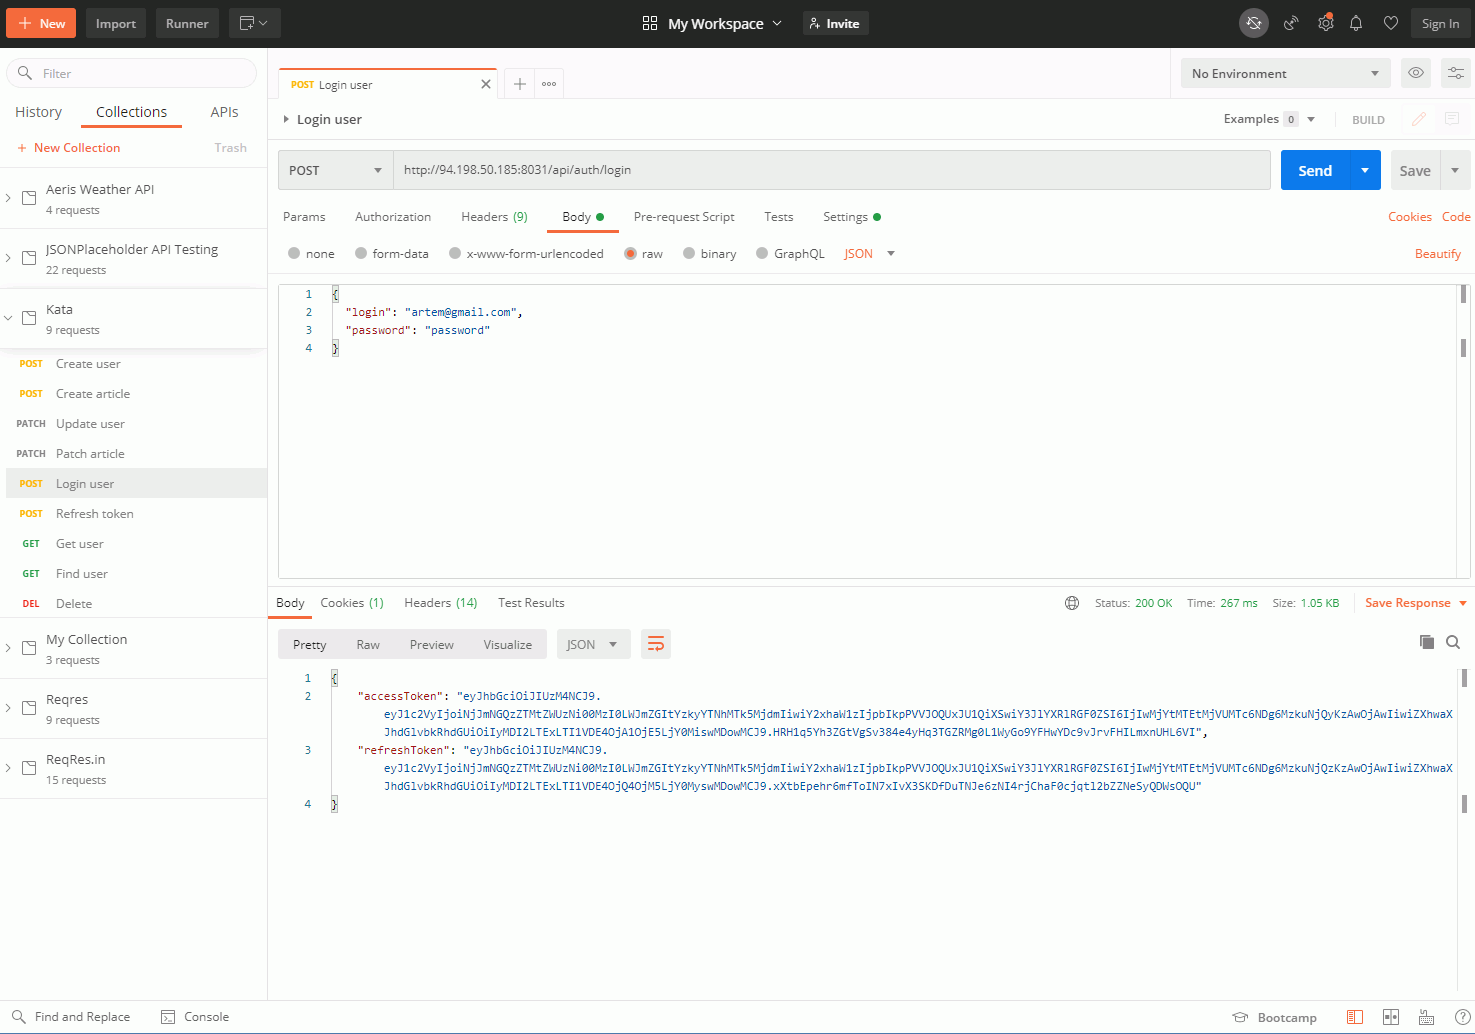 New
Import
Runner
My Workspace
Invite
Sign In
Filter
History
Collections
APIs
New Collection
Trash
Aeris Weather API
4 requests
JSONPlaceholder API Testing
22 requests
Kata
9 requests
POST Create user
POST Create article
PATCH Update user
PATCH Patch article
POST Login user
POST Refresh token
GET Get user
GET Find user
DEL Delete
My Collection
3 requests
Reqres
9 requests
ReqRes.in
15 requests
POST Login user
No Environment
Login user
Examples 0
BUILD
POST
http://94.198.50.185:8031/api/auth/login
Send
Save
Params
Authorization
Headers (9)
Body
Pre-request Script
Tests
Settings
Cookies
Code
none
form-data
x-www-form-urlencoded
raw
binary
GraphQL
JSON
Beautify
1 {
2 "login": "artem@gmail.com",
3 "password": "password"
4 }
Body
Cookies (1)
Headers (14)
Test Results
Status: 200 OK
Time: 267 ms
Size: 1.05 KB
Save Response
Pretty
Raw
Preview
Visualize
JSON
1 {
2 "accessToken": "eyJhbGciOiJIUzM4NCJ9.
3 "refreshToken": "eyJhbGciOiJIUzM4NCJ9.
4 }
Find and Replace
Console
Bootcamp